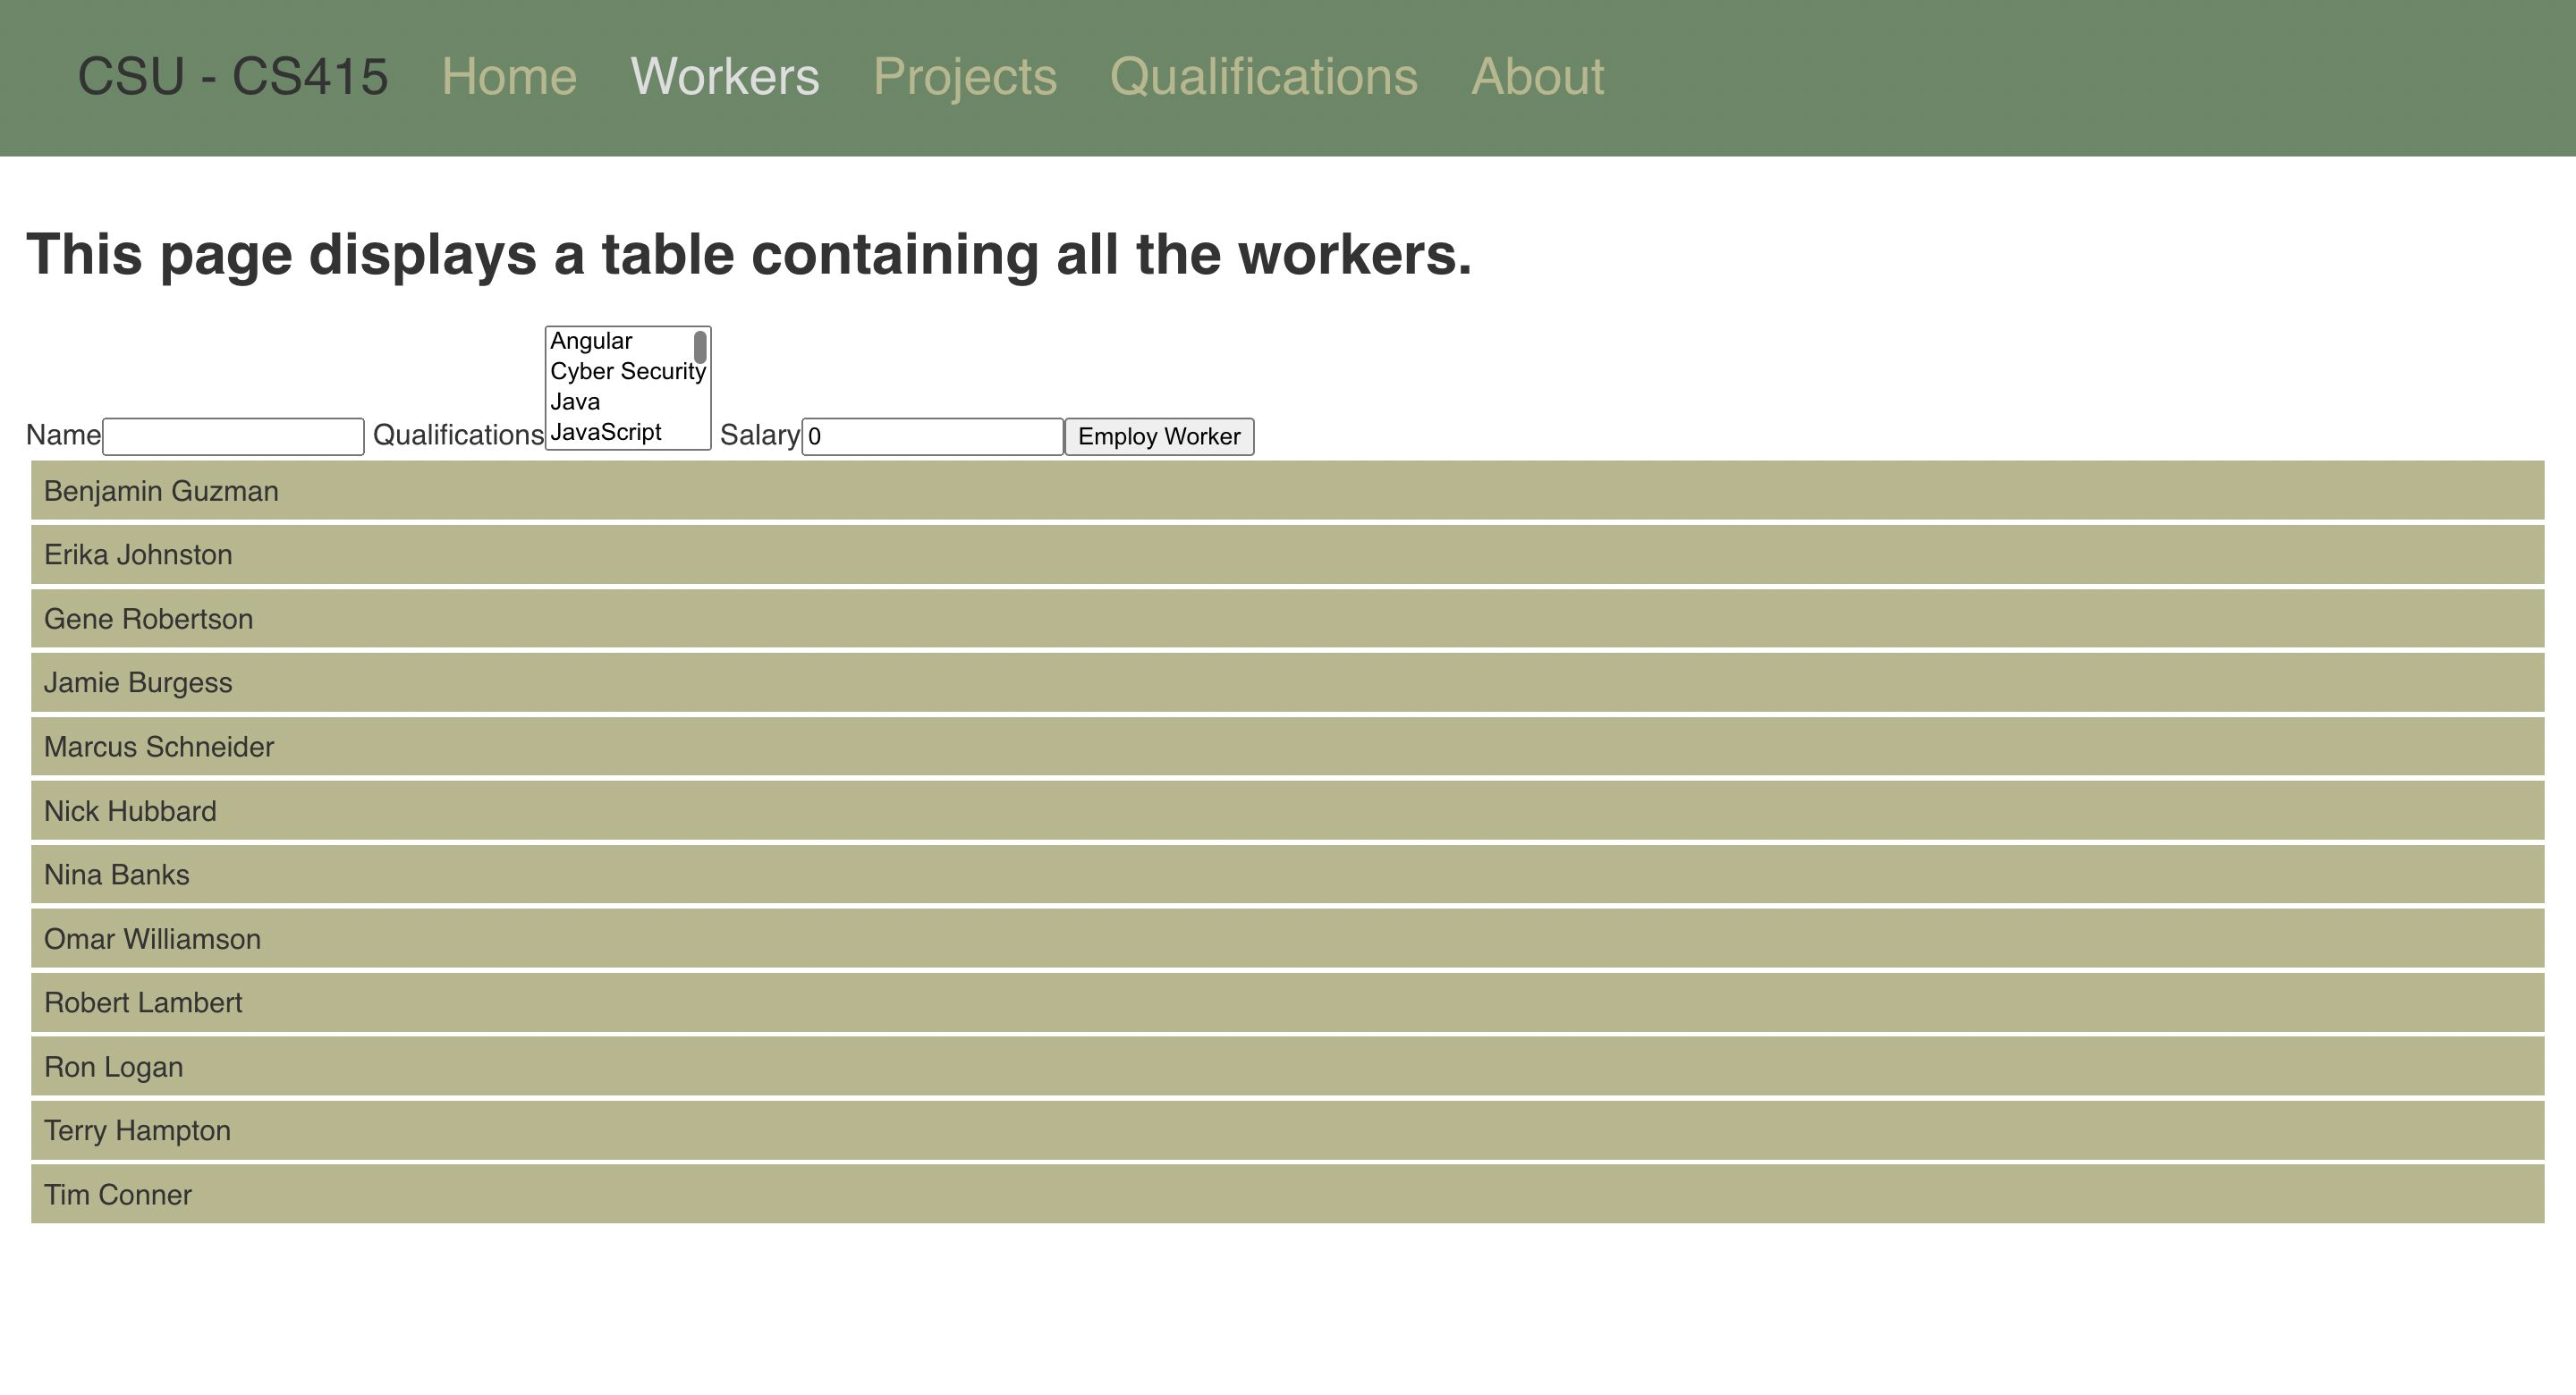 CSU - CS415 Home Workers Projects Qualifications About
This page displays a table containing all the workers.
Angular
Cyber Security
Java
JavaScript
Name Qualifications Salary 0 Employ Worker
Benjamin Guzman
Erika Johnston
Gene Robertson
Jamie Burgess
Marcus Schneider
Nick Hubbard
Nina Banks
Omar Williamson
Robert Lambert
Ron Logan
Terry Hampton
Tim Conner